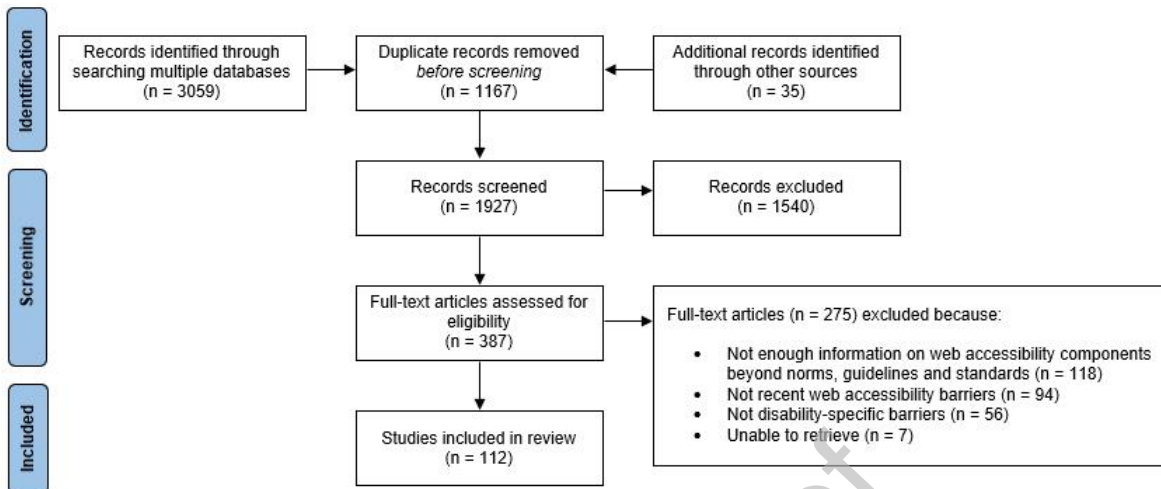 Identification
Records identified through
searching multiple databases
(n = 3059)
Duplicate records removed
before screening
(n = 1167)
Additional records identified
through other sources
(n = 35)
Screening
Records screened
(n = 1927)
Records excluded
(n = 1540)
Full-text articles assessed for
eligibility
(n = 387)
Full-text articles (n = 275) excluded because:
• Not enough information on web accessibility components
beyond norms, guidelines and standards (n = 118)
• Not recent web accessibility barriers (n = 94)
• Not disability-specific barriers (n = 56)
• Unable to retrieve (n = 7)
Included
Studies included in review
(n = 112)